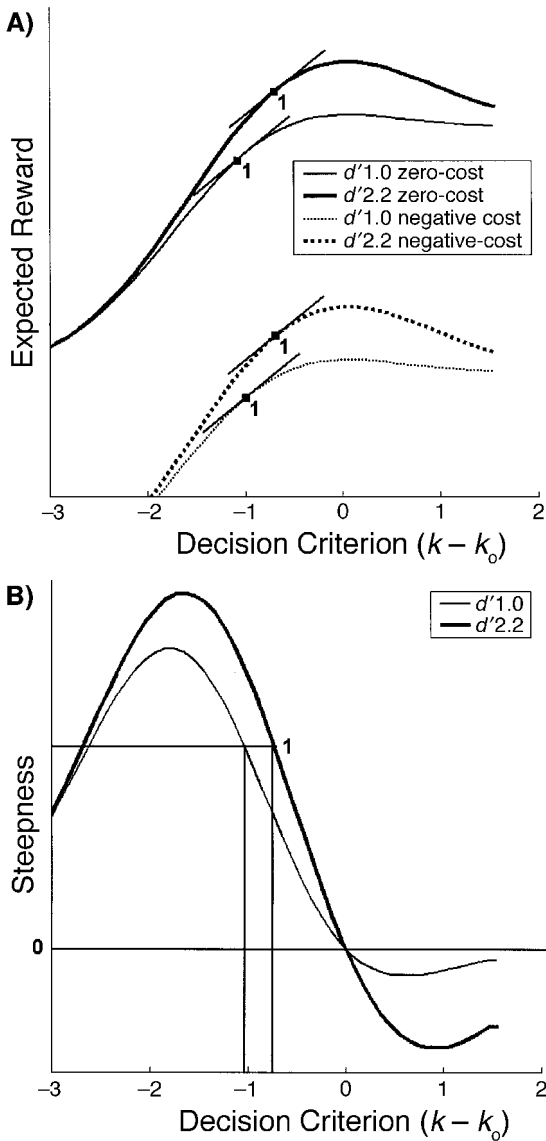 A)
Expected Reward
1
1
d′1.0 zero-cost
d′2.2 zero-cost
d′1.0 negative cost
d′2.2 negative-cost
1
1
−3 −2 −1 0 1 2
Decision Criterion (k − kₒ)
B)
d′1.0
d′2.2
Steepness
1
0
−3 −2 −1 0 1 2
Decision Criterion (k − kₒ)